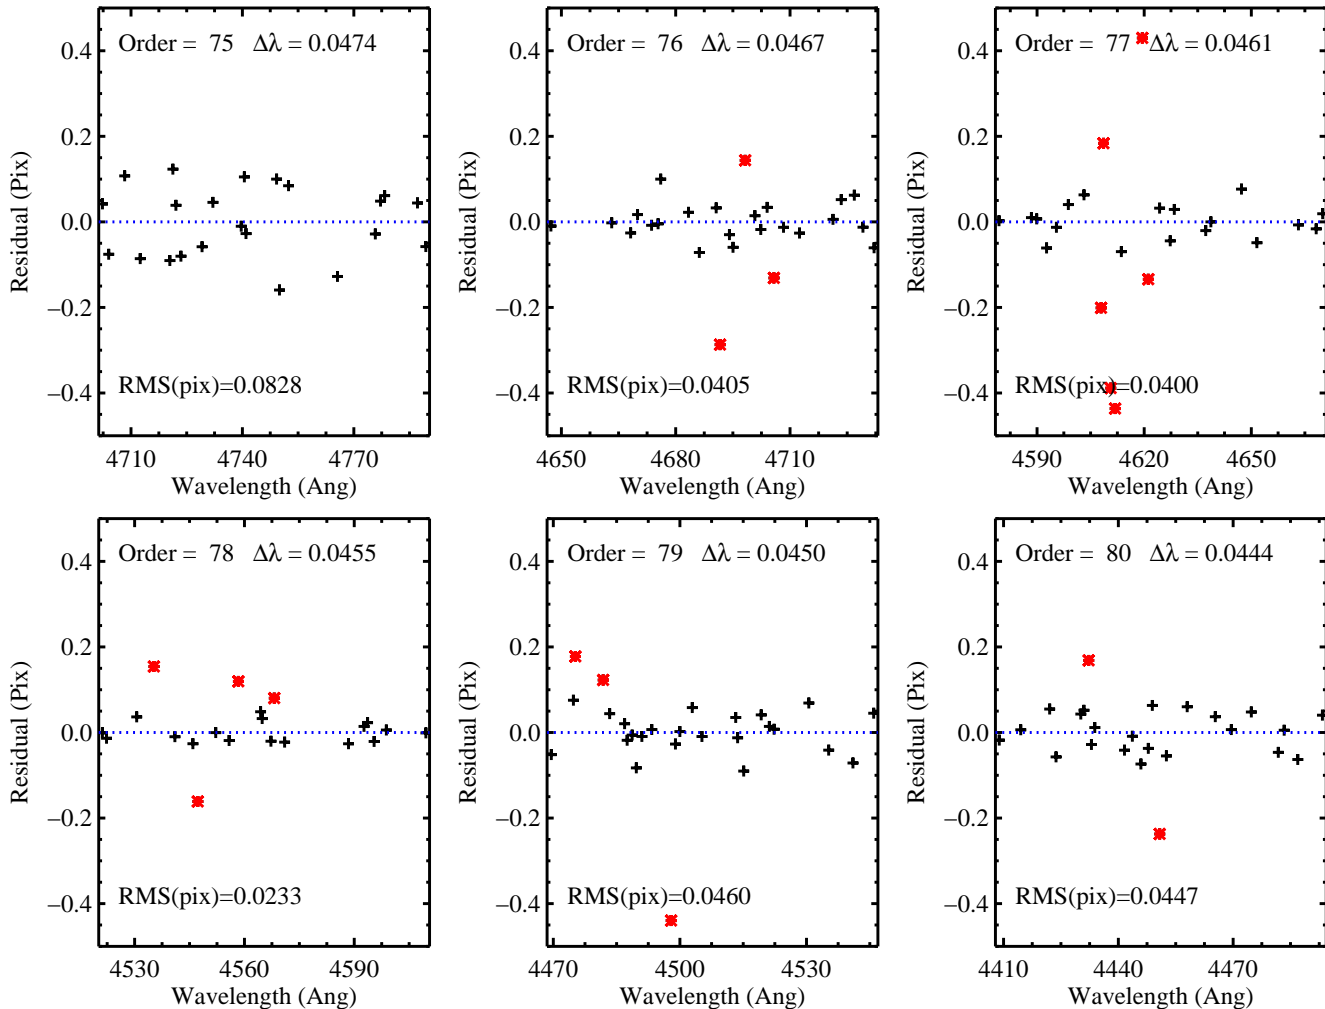 Order = 75 Δλ = 0.0474
0.4
0.2
0.0
−0.2
−0.4
Residual (Pix)
RMS(pix)=0.0828
4710 4740 4770
Wavelength (Ang)
Order = 76 Δλ = 0.0467
0.4
0.2
0.0
−0.2
−0.4
Residual (Pix)
RMS(pix)=0.0405
4650 4680 4710
Wavelength (Ang)
Order = 77 Δλ = 0.0461
0.4
0.2
0.0
−0.2
−0.4
Residual (Pix)
RMS(pix)=0.0400
4590 4620 4650
Wavelength (Ang)
Order = 78 Δλ = 0.0455
0.4
0.2
0.0
−0.2
−0.4
Residual (Pix)
RMS(pix)=0.0233
4530 4560 4590
Wavelength (Ang)
Order = 79 Δλ = 0.0450
0.4
0.2
0.0
−0.2
−0.4
Residual (Pix)
RMS(pix)=0.0460
4470 4500 4530
Wavelength (Ang)
Order = 80 Δλ = 0.0444
0.4
0.2
0.0
−0.2
−0.4
Residual (Pix)
RMS(pix)=0.0447
4410 4440 4470
Wavelength (Ang)